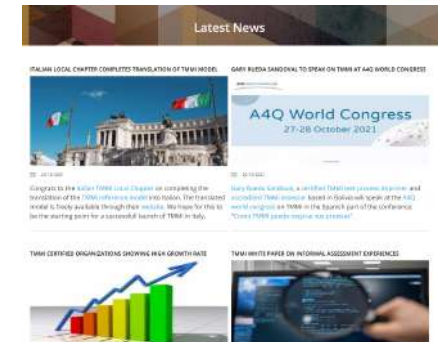 Latest News
ITALIAN LOCAL CHAPTER COMPLETES TRANSLATION OF TMMI MODEL
Congrats to the Italian TMMi Local Chapter on completing the
translation of the TMMi reference model into Italian. The translated
model is freely available through their website. We hope for this to
be the starting point for a successful launch of TMMi in Italy.
GARY RUEDA SANDOVAL TO SPEAK ON TMMI AT A4Q WORLD CONGRESS
A4Q World Congress
27-28 October 2021
Gary Rueda Sandoval, a certified TMMi test process improver and
accredited TMMi assessor based in Bolivia will speak at the A4Q
world congress on TMMi in the Spanish part of the conference:
TMMI CERTIFIED ORGANIZATIONS SHOWING HIGH GROWTH RATE
TMMI WHITE PAPER ON INFORMAL ASSESSMENT EXPERIENCES